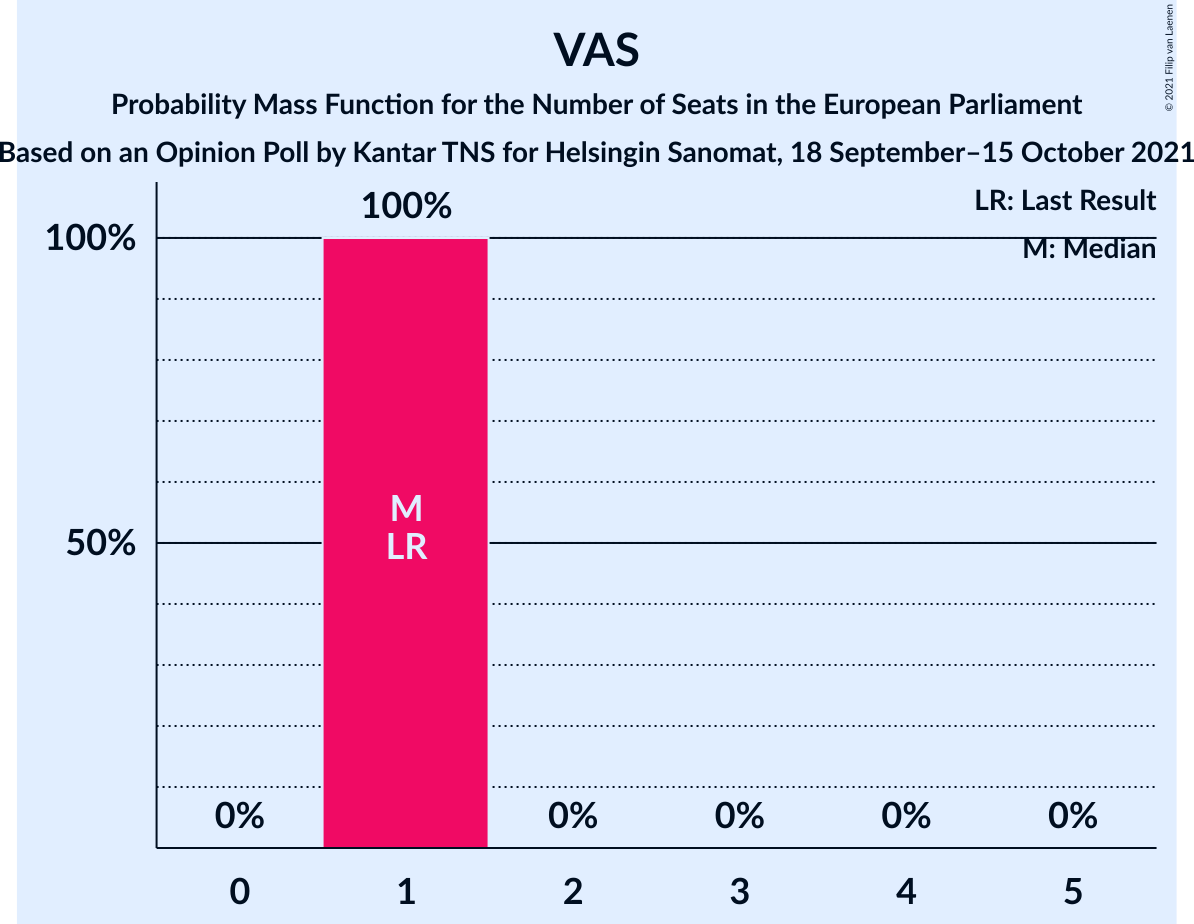 VAS
Probability Mass Function for the Number of Seats in the European Parliament
Based on an Opinion Poll by Kantar TNS for Helsingin Sanomat, 18 September–15 October 2021
© 2021 Filip van Laenen
LR: Last Result
M: Median
100%
100%
50%
M
LR
0%
0%
0%
0%
0%
0
1
2
3
4
5